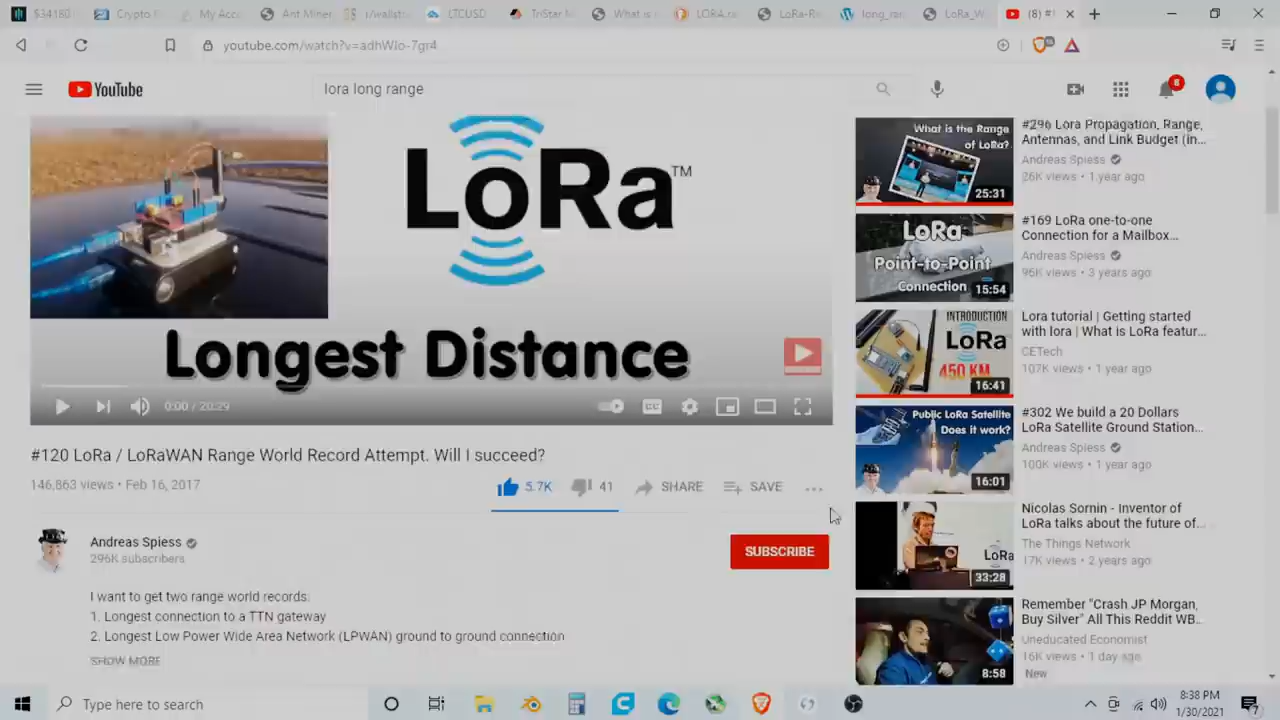 $34180.
Crypto F
My Acco
Ant Miner
r/wallstr
LTCUSD
TriStar M
What is
LORA.ra
LoRa-Ri
long_ran
LoRa_W
(8) #1
youtube.com/watch?v=adhWJo-7gr4
YouTube
lora long range
8
LoRa™
Longest Distance
0:00 / 20:29
CC
#120 LoRa / LoRaWAN Range World Record Attempt. Will I succeed?
146,863 views • Feb 16, 2017
5.7K
41
SHARE
SAVE
Andreas Spiess
296K subscribers
SUBSCRIBE
I want to get two range world records:
1. Longest connection to a TTN gateway
2. Longest Low Power Wide Area Network (LPWAN) ground to ground connection
SHOW MORE
What is the Range
of LoRa?
25:31
#296 Lora Propagation, Range,
Antennas, and Link Budget (in...
Andreas Spiess
26K views • 1 year ago
LoRa
Point-to-Point
Connection
15:54
#169 LoRa one-to-one
Connection for a Mailbox...
Andreas Spiess
96K views • 3 years ago
INTRODUCTION
LoRa
450 KM
16:41
Lora tutorial | Getting started
with lora | What is LoRa featur...
CETech
107K views • 1 year ago
Public LoRa Satellite
Does it work?
16:01
#302 We build a 20 Dollars
LoRa Satellite Ground Station...
Andreas Spiess
100K views • 1 year ago
LoRa
33:28
Nicolas Sornin - Inventor of
LoRa talks about the future of...
The Things Network
17K views • 2 years ago
8:58
Remember "Crash JP Morgan,
Buy Silver" All This Reddit WB...
Uneducated Economist
16K views • 1 day ago
New
Type here to search
8:38 PM
1/30/2021
7